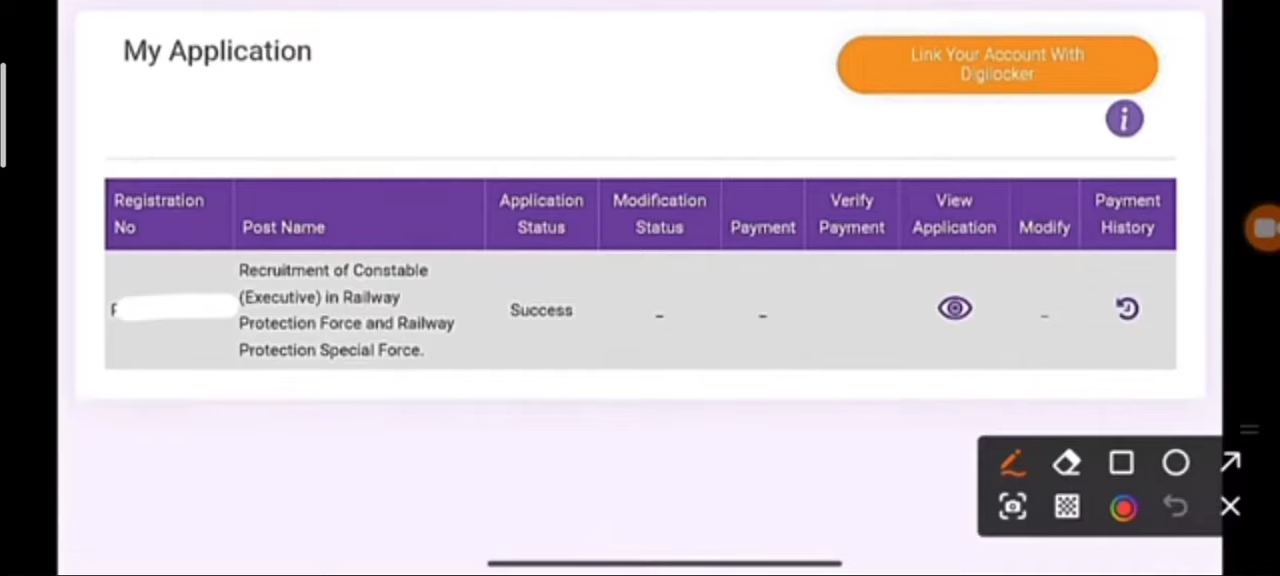 My Application
Link Your Account With
Digilocker
i
Registration
No
Post Name
Application
Status
Modification
Status
Payment
Verify
Payment
View
Application
Modify
Payment
History
Recruitment of Constable
(Executive) in Railway
Protection Force and Railway
Protection Special Force.
Success
-
-
-